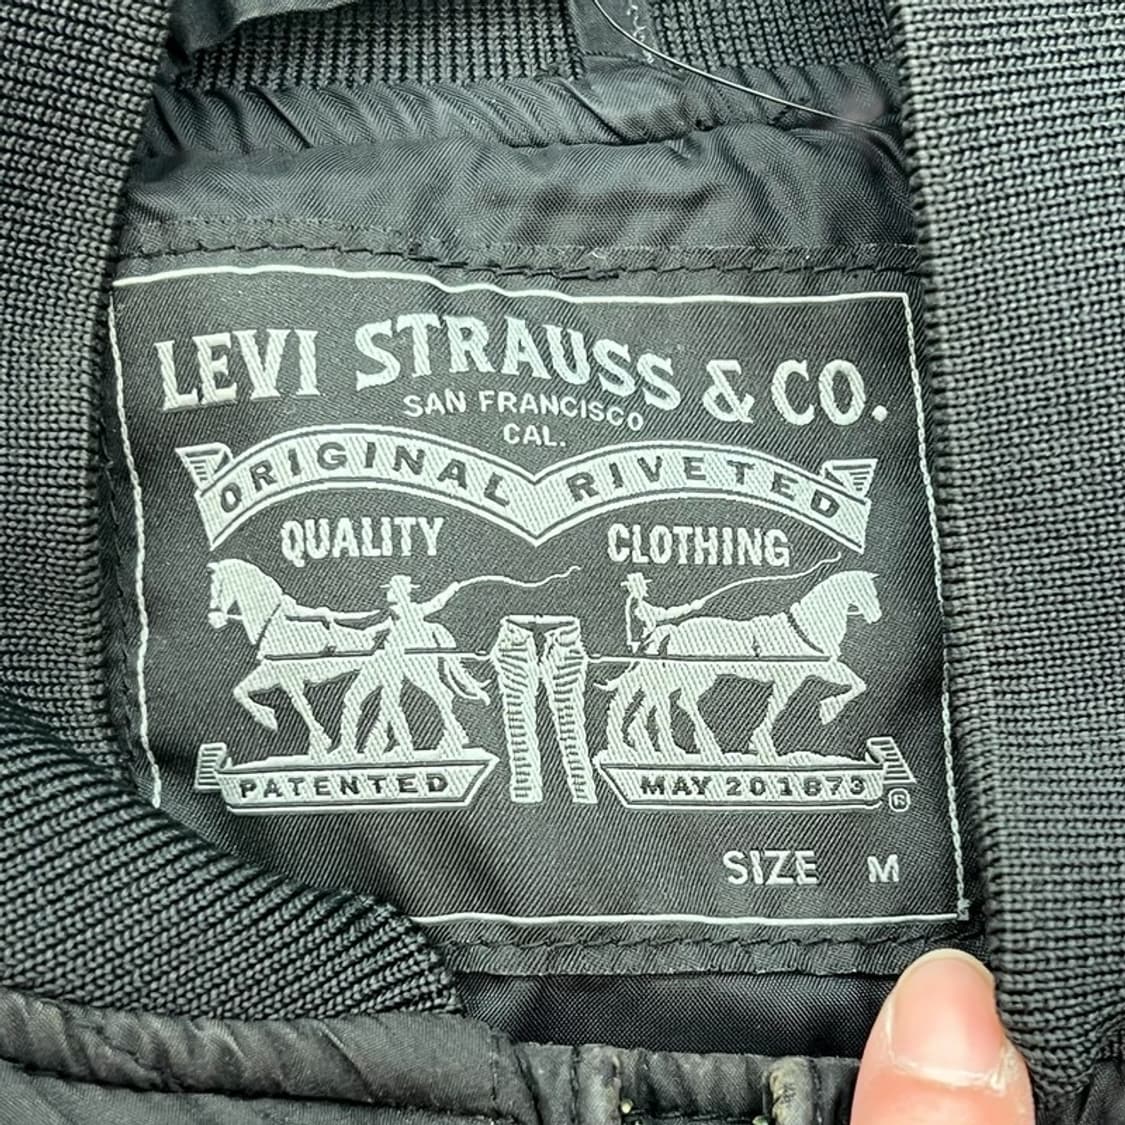 LEVI STRAUSS & CO.
SAN FRANCISCO
CAL.
ORIGINAL RIVETED
QUALITY CLOTHING
PATENTED MAY 20 1873 ®
SIZE M